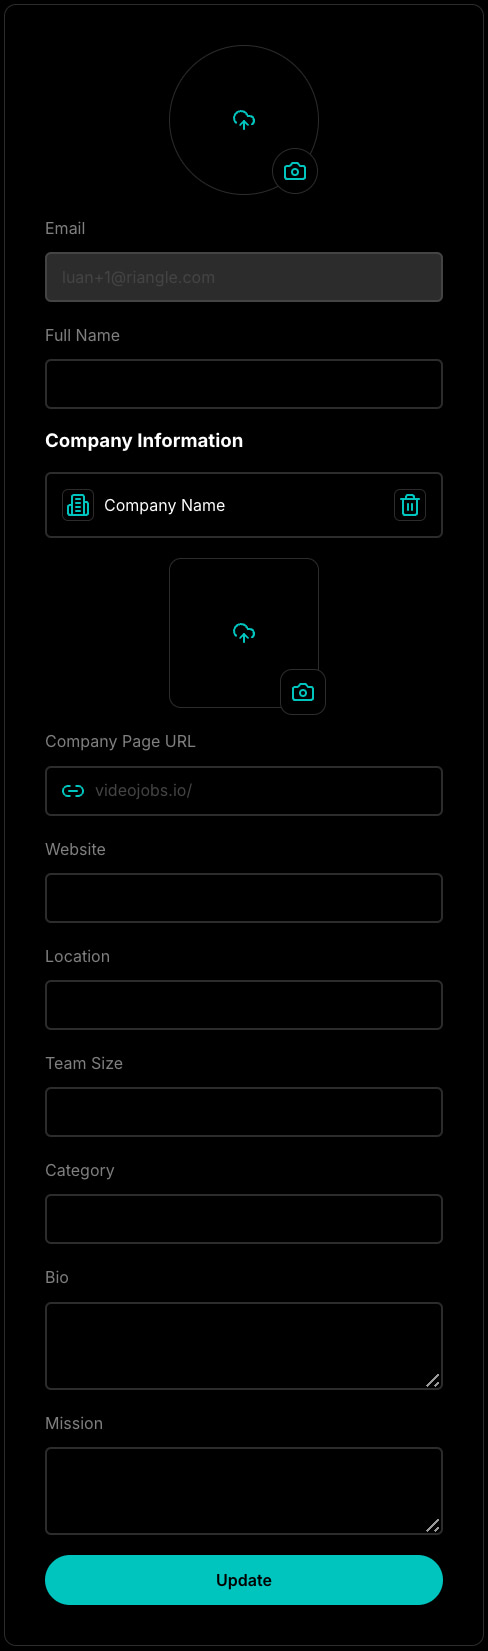 Email
luan+1@riangle.com
Full Name
Company Information
Company Name
Company Page URL
videojobs.io/
Website
Location
Team Size
Category
Bio
Mission
Update